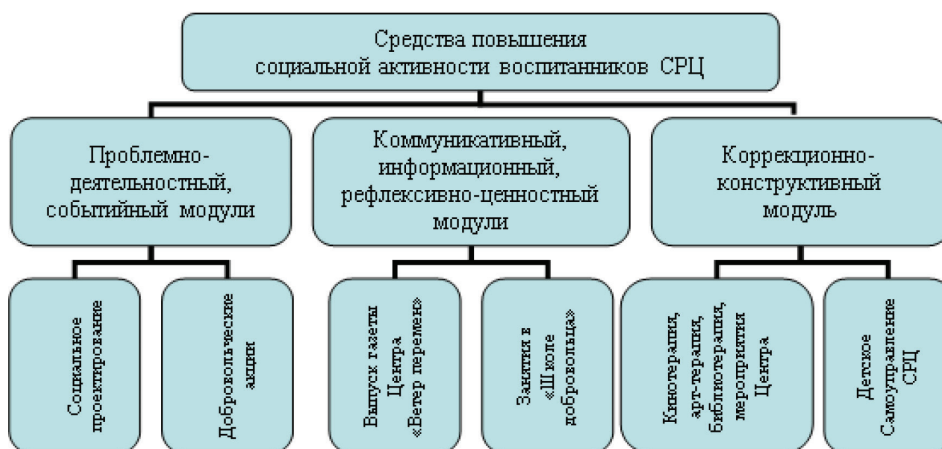 Средства повышения
социальной активности воспитанников СРЦ
Проблемно-
деятельностный,
событийный модули
Коммуникативный,
информационный,
рефлексивно-ценностный
модули
Коррекционно-
конструктивный
модуль
Социальное
проектирование
Добровольческие
акции
Выпуск газеты
Центра
«Ветер перемен»
Занятия в
«Школе
добровольца»
Кинотерапия,
арт-терапия,
библиотерапия,
мероприятия
Центра
Детское
Самоуправление
СРЦ